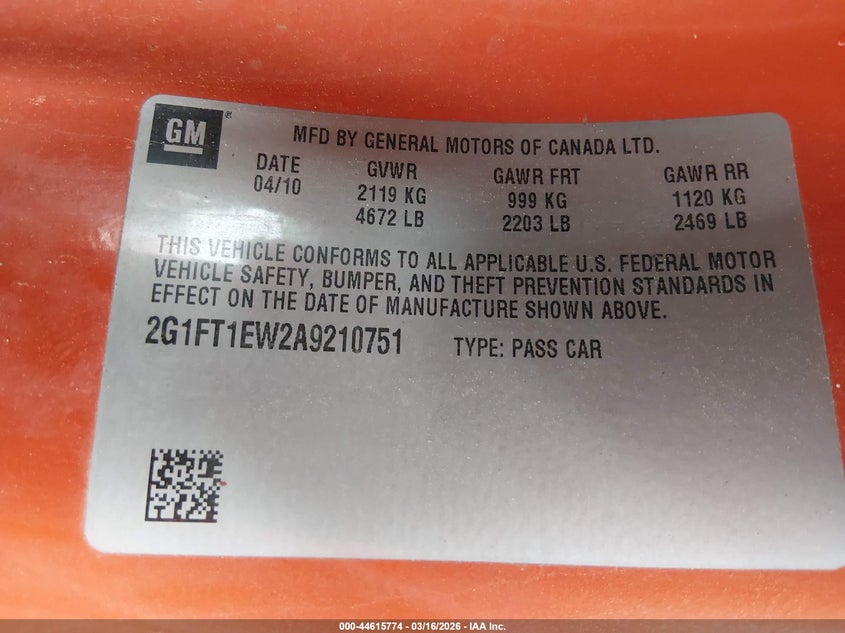 GM ®
MFD BY GENERAL MOTORS OF CANADA LTD.
DATE GVWR GAWR FRT GAWR RR
04/10 2119 KG 999 KG 1120 KG
4672 LB 2203 LB 2469 LB
THIS VEHICLE CONFORMS TO ALL APPLICABLE U.S. FEDERAL MOTOR
VEHICLE SAFETY, BUMPER, AND THEFT PREVENTION STANDARDS IN
EFFECT ON THE DATE OF MANUFACTURE SHOWN ABOVE.
2G1FT1EW2A9210751 TYPE: PASS CAR
000-44615774 | 03/16/2026 - IAA Inc.